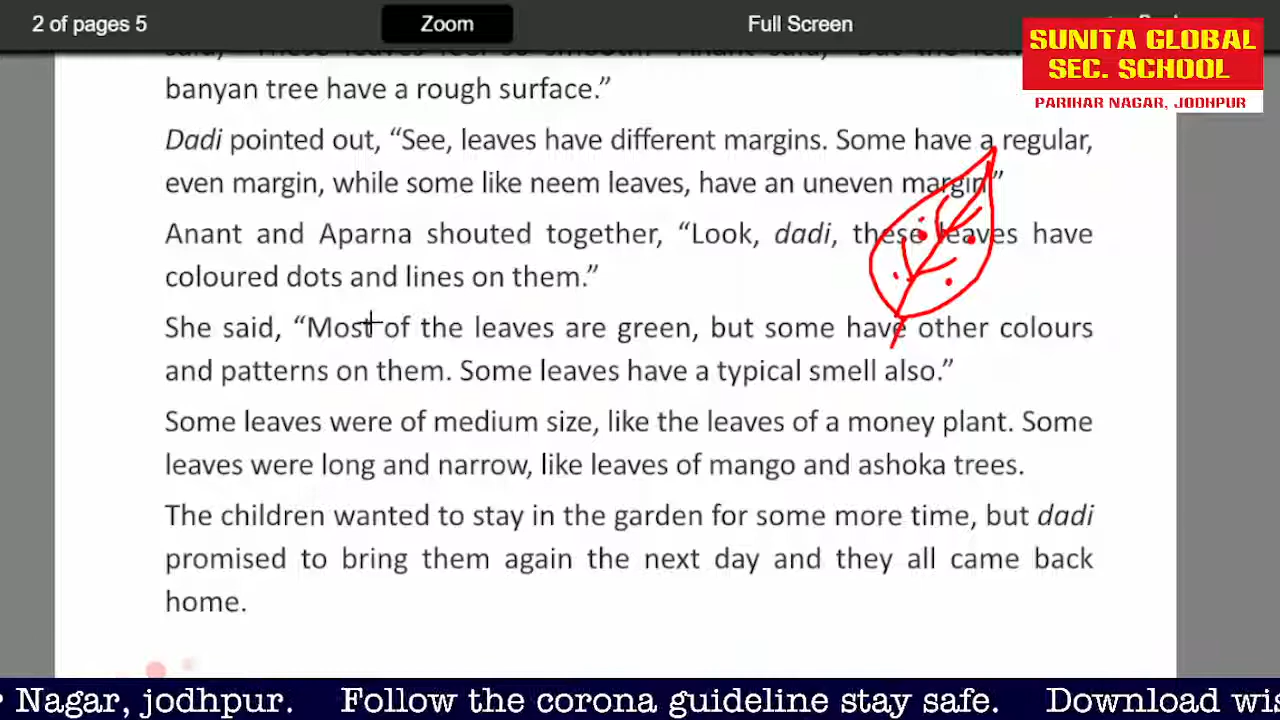 2 of pages 5
Zoom
Full Screen
SUNITA GLOBAL
SEC. SCHOOL
PARIHAR NAGAR, JODHPUR
banyan tree have a rough surface.”
Dadi pointed out, “See, leaves have different margins. Some have a regular,
even margin, while some like neem leaves, have an uneven margin.”
Anant and Aparna shouted together, “Look, dadi, these leaves have
coloured dots and lines on them.”
She said, “Most of the leaves are green, but some have other colours
and patterns on them. Some leaves have a typical smell also.”
Some leaves were of medium size, like the leaves of a money plant. Some
leaves were long and narrow, like leaves of mango and ashoka trees.
The children wanted to stay in the garden for some more time, but dadi
promised to bring them again the next day and they all came back
home.
Nagar, jodhpur. Follow the corona guideline stay safe. Download